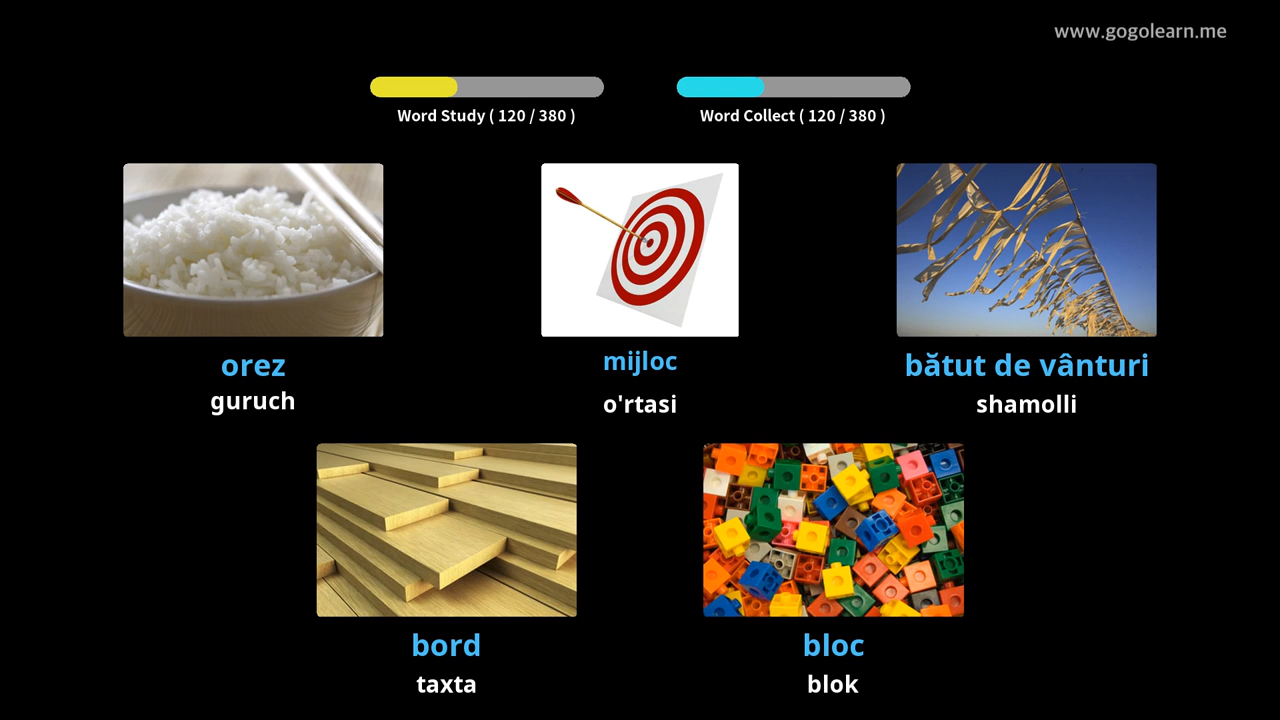 www.gogolearn.me
Word Study ( 120 / 380 )
Word Collect ( 120 / 380 )
orez
guruch
mijloc
o'rtasi
bătut de vânturi
shamolli
bord
taxta
bloc
blok